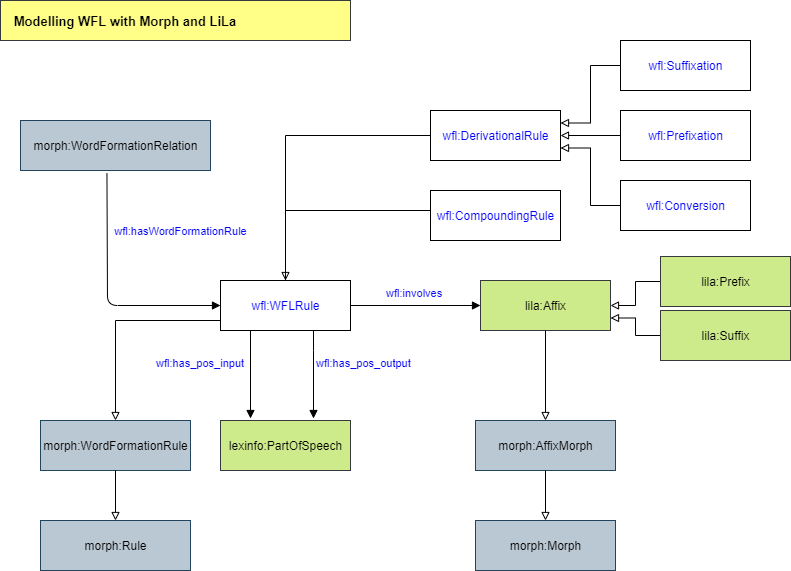 Modelling WFL with Morph and LiLa
wfl:Suffixation
wfl:DerivationalRule
wfl:Prefixation
morph:WordFormationRelation
wfl:CompoundingRule
wfl:Conversion
wfl:hasWordFormationRule
wfl:WFLRule
wfl:involves
lila:Affix
lila:Prefix
lila:Suffix
wfl:has_pos_input
wfl:has_pos_output
morph:WordFormationRule
lexinfo:PartOfSpeech
morph:AffixMorph
morph:Rule
morph:Morph